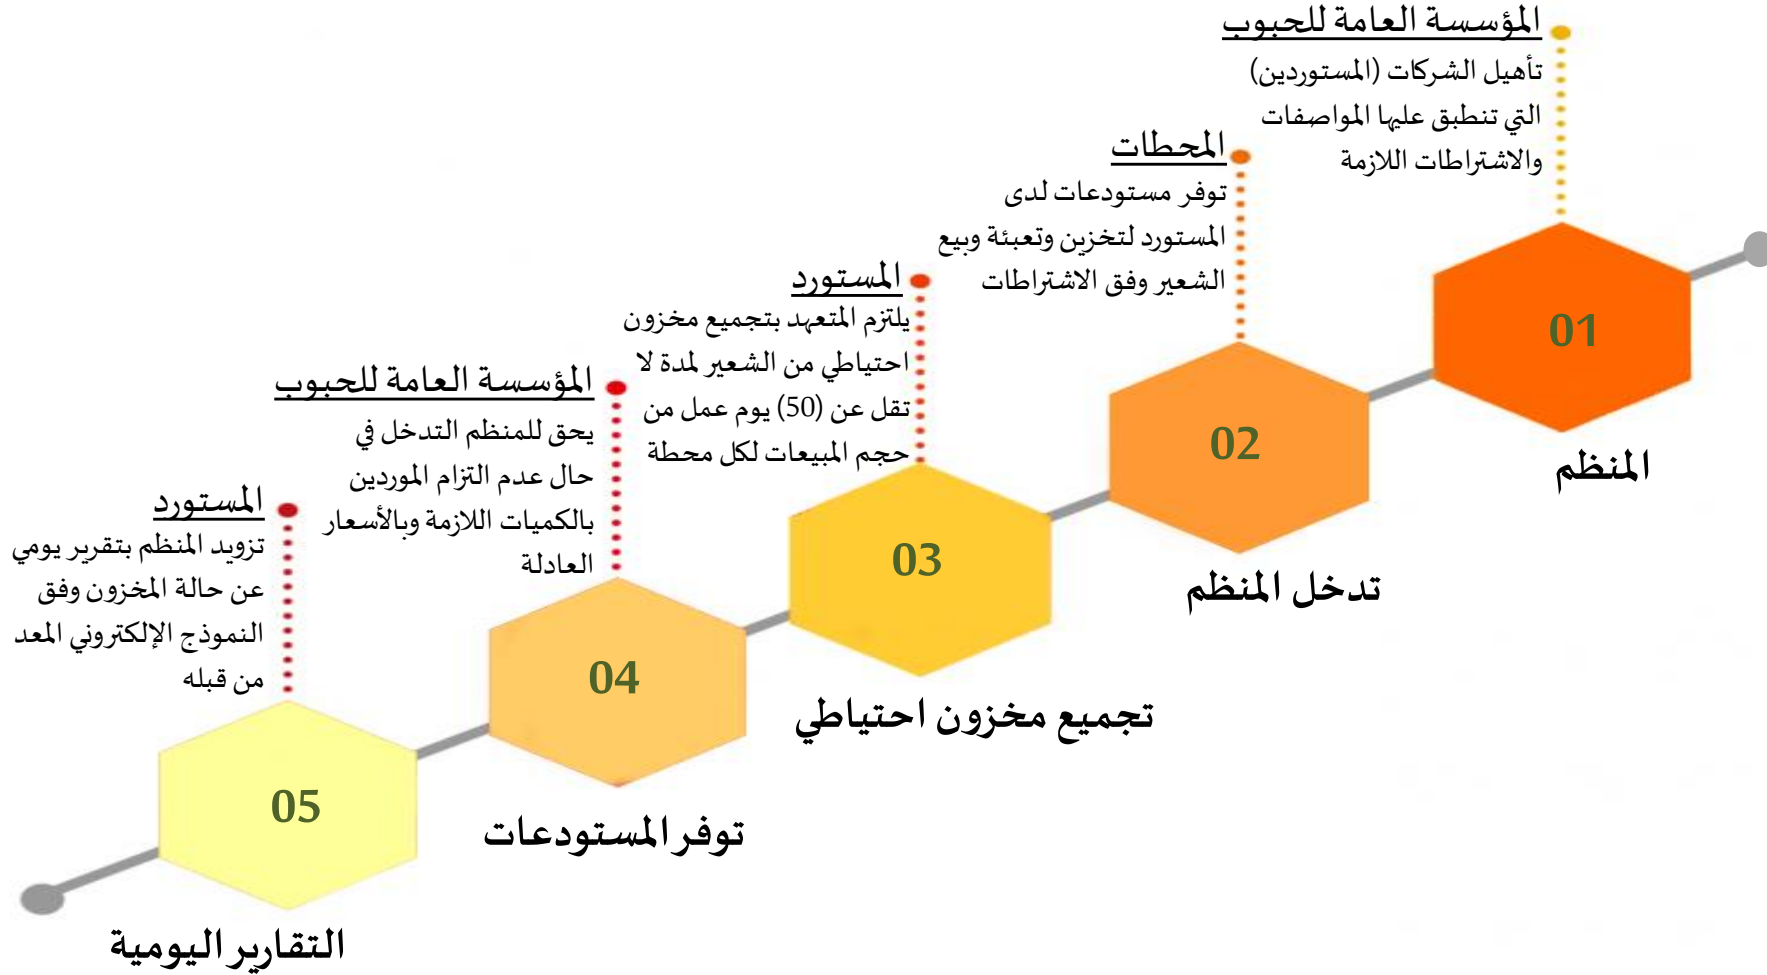 المؤسسة العامة للحبوب
تأهيل الشركات (المستوردين)
التي تنطبق عليها المواصفات
والاشتراطات اللازمة
01
المنظم
المحطات
توفر مستودعات لدى
المستورد لتخزين وتعبئة وبيع
الشعير وفق الاشتراطات
02
تدخل المنظم
المستورد
يلتزم المتعهد بتجميع مخزون
احتياطي من الشعير لمدة لا
تقل عن (50) يوم عمل من
حجم المبيعات لكل محطة
03
تجميع مخزون احتياطي
المؤسسة العامة للحبوب
يحق للمنظم التدخل في
حال عدم التزام الموردين
بالكميات اللازمة وبالأسعار
العادلة
04
توفر المستودعات
المستورد
تزويد المنظم بتقرير يومي
عن حالة المخزون وفق
النموذج الإلكتروني المعد
من قبله
05
التقارير اليومية